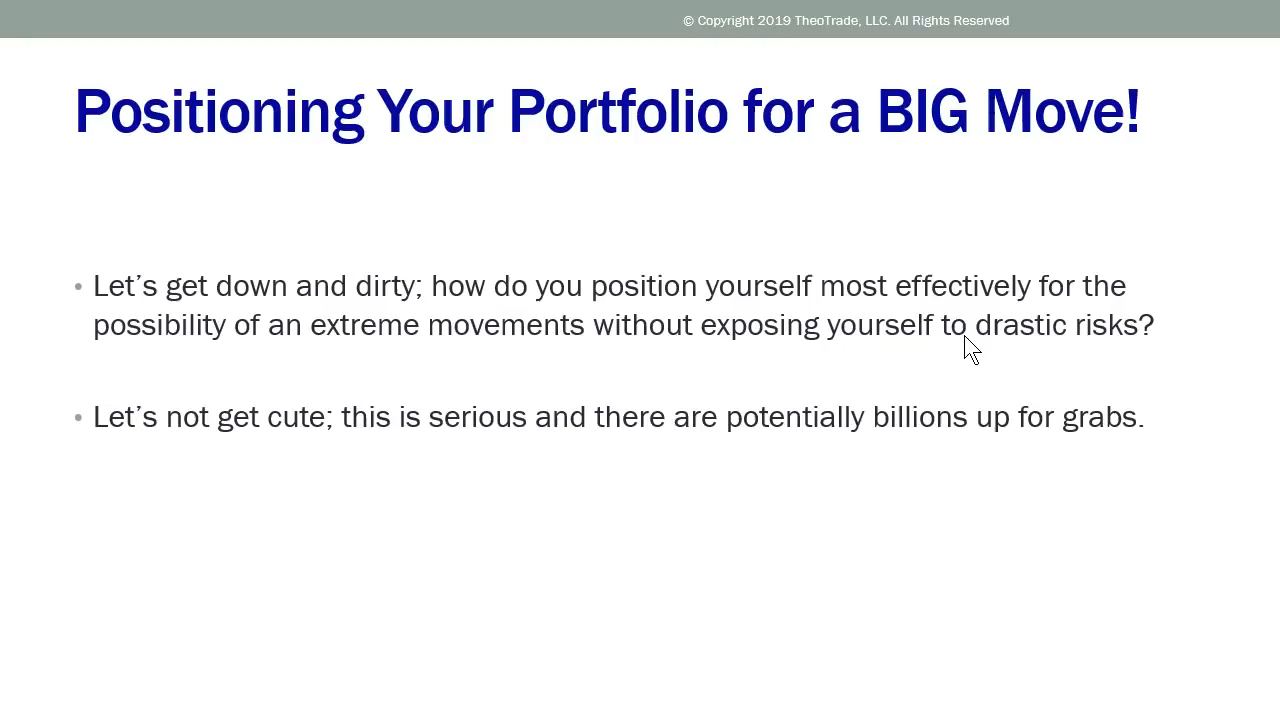 © Copyright 2019 TheoTrade, LLC. All Rights Reserved
Positioning Your Portfolio for a BIG Move!
• Let’s get down and dirty; how do you position yourself most effectively for the
possibility of an extreme movements without exposing yourself to drastic risks?
• Let’s not get cute; this is serious and there are potentially billions up for grabs.